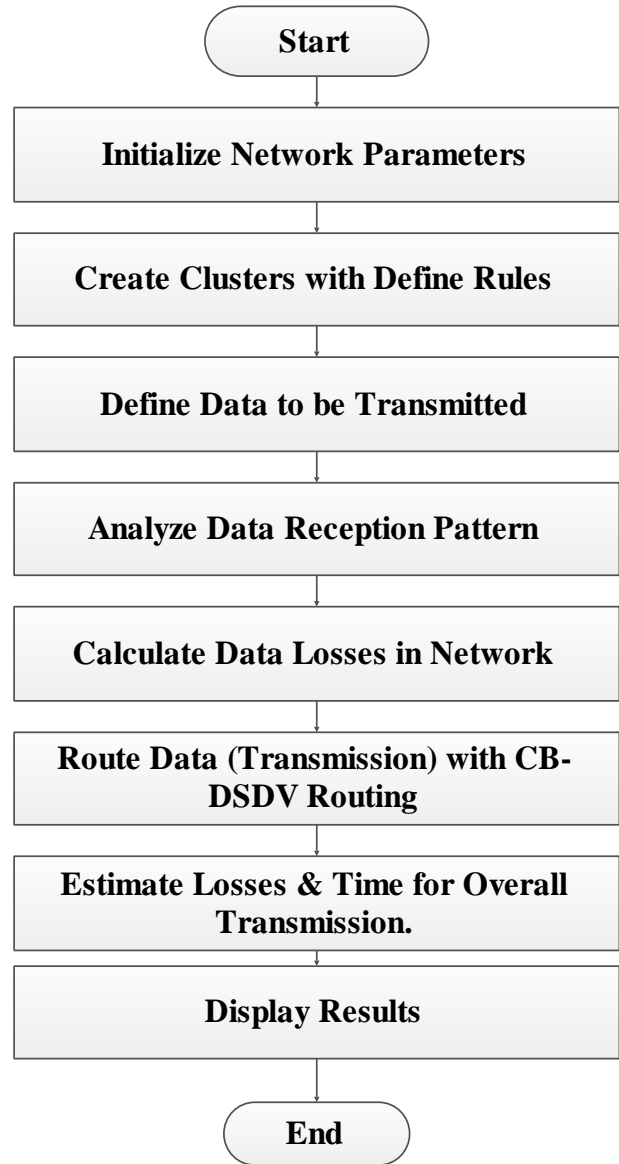 Start
Initialize Network Parameters
Create Clusters with Define Rules
Define Data to be Transmitted
Analyze Data Reception Pattern
Calculate Data Losses in Network
Route Data (Transmission) with CB-
DSDV Routing
Estimate Losses & Time for Overall
Transmission.
Display Results
End